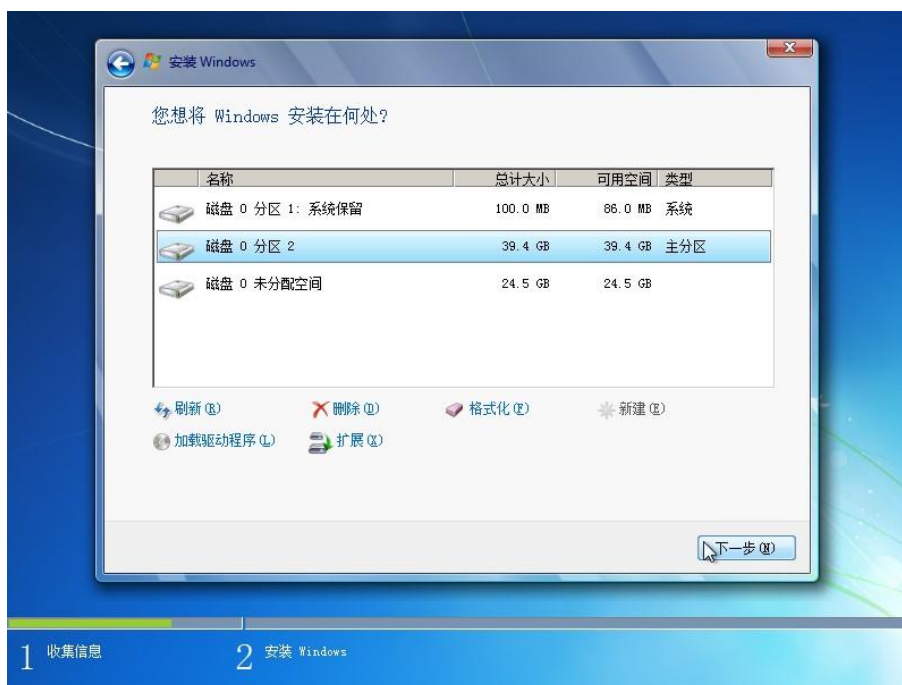 安装 Windows
您想将 Windows 安装在何处?
名称 总计大小 可用空间 类型
磁盘 0 分区 1: 系统保留 100.0 MB 86.0 MB 系统
磁盘 0 分区 2 39.4 GB 39.4 GB 主分区
磁盘 0 未分配空间 24.5 GB 24.5 GB
刷新(R) 删除(D) 格式化(F) 新建(E)
加载驱动程序(L) 扩展(X)
下一步(N)
1 收集信息 2 安装 Windows